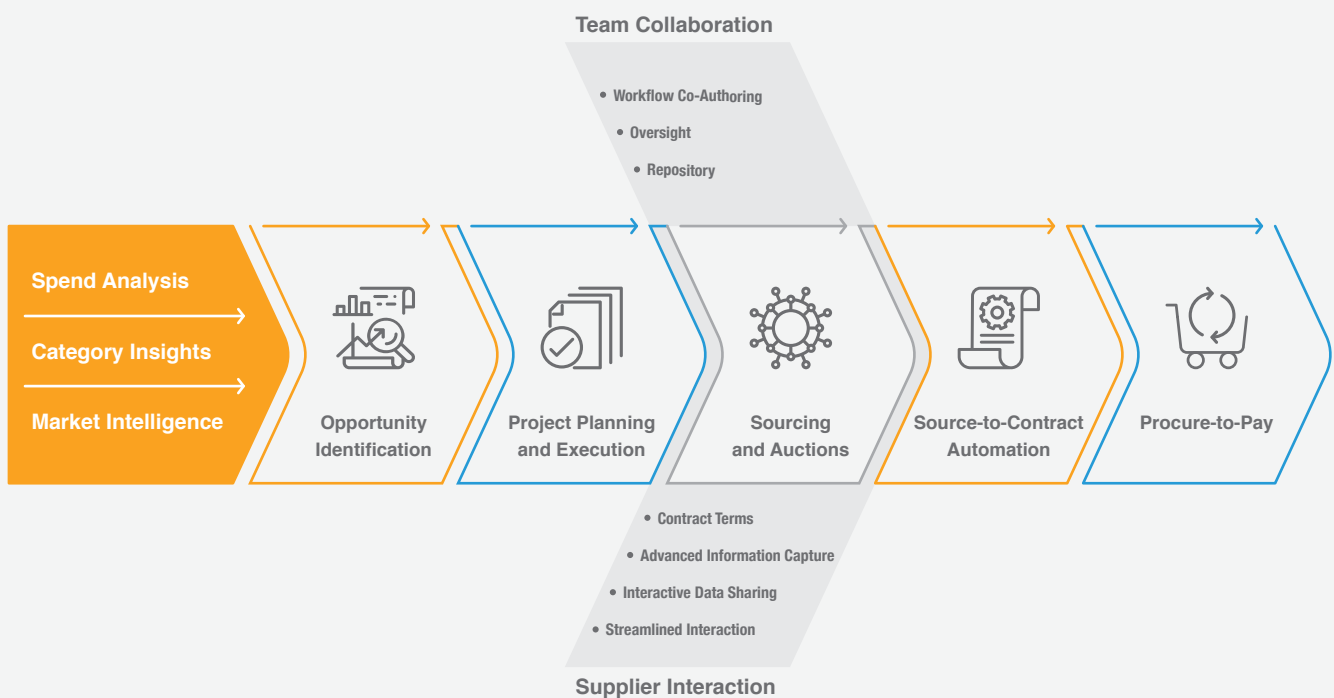 Team Collaboration
• Workflow Co-Authoring
• Oversight
• Repository
Spend Analysis
Category Insights
Market Intelligence
Opportunity
Identification
Project Planning
and Execution
Sourcing
and Auctions
Source-to-Contract
Automation
Procure-to-Pay
• Contract Terms
• Advanced Information Capture
• Interactive Data Sharing
• Streamlined Interaction
Supplier Interaction